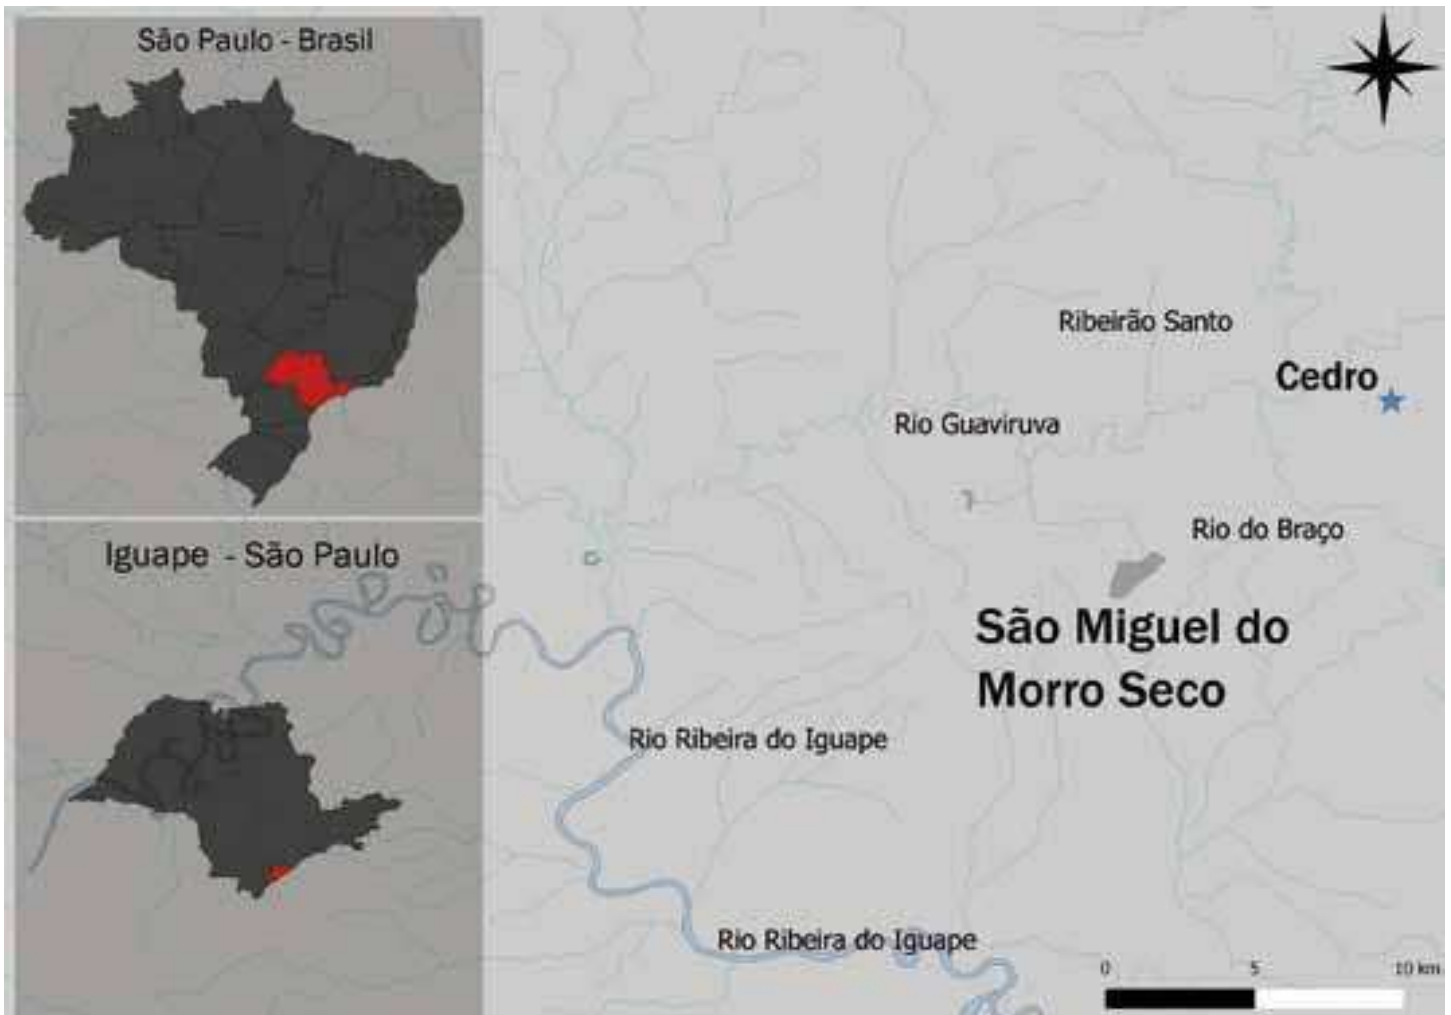 São Paulo - Brasil
Ribeirão Santo
Cedro
Rio Guaviruva
Rio do Braço
Iguape - São Paulo
São Miguel do
Morro Seco
Rio Ribeira do Iguape
Rio Ribeira do Iguape
0 5 10 km